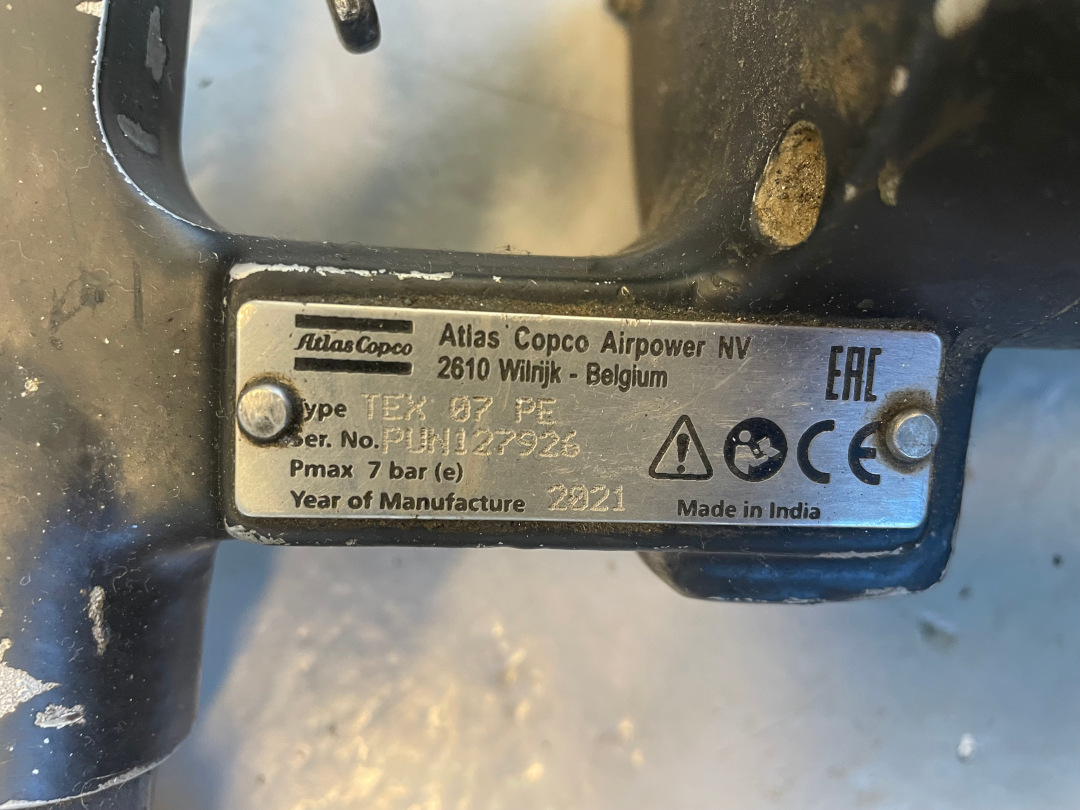 Atlas Copco
Atlas Copco Airpower NV
2610 Wilrijk - Belgium
EAC
ype TEX 07 PE
Ser. No. PUN127926
Pmax 7 bar (e)
Year of Manufacture 2021
CE
Made in India